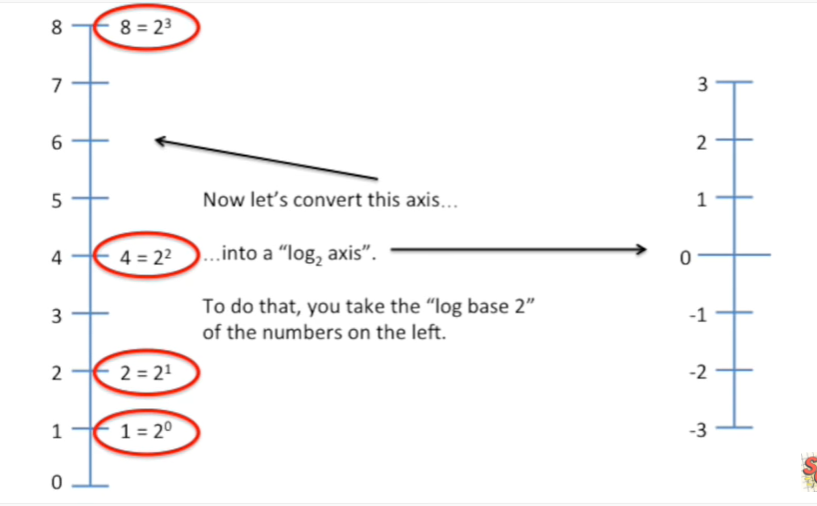 8
8 = 2³
7
6
5
4
4 = 2²
3
2
2 = 2¹
1
1 = 2⁰
0
Now let’s convert this axis…
…into a “log₂ axis”.
To do that, you take the “log base 2”
of the numbers on the left.
3
2
1
0
-1
-2
-3